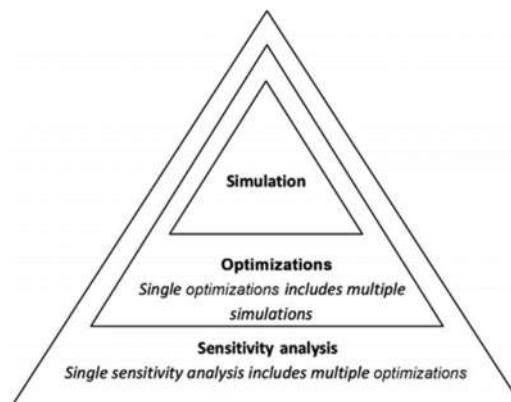 Simulation
Optimizations
Single optimizations includes multiple
simulations
Sensitivity analysis
Single sensitivity analysis includes multiple optimizations